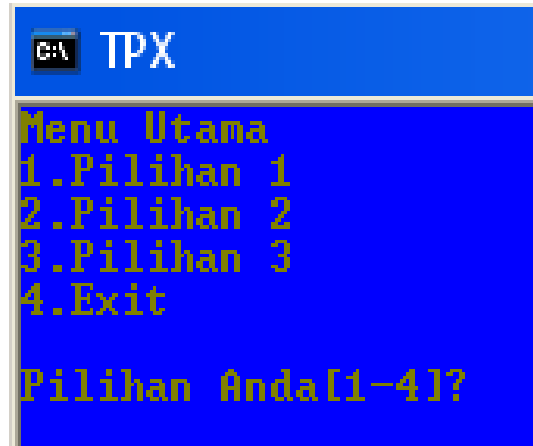 C:\ TPX
Menu Utama
1.Pilihan 1
2.Pilihan 2
3.Pilihan 3
4.Exit
Pilihan Anda[1-4]?